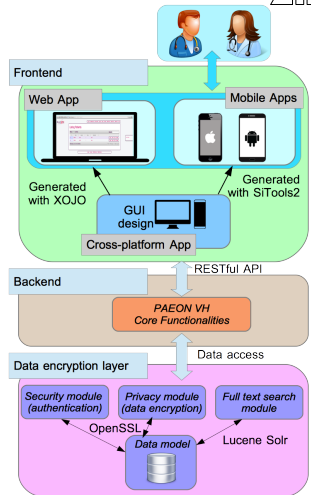 Frontend
Web App
Mobile Apps
Generated
with XOJO
Generated
with SiTools2
GUI
design
Cross-platform App
RESTful API
Backend
PAEON VH
Core Functionalities
Data access
Data encryption layer
Security module
(authentication)
Privacy module
(data encryption)
Full text search
module
OpenSSL
Lucene Solr
Data model